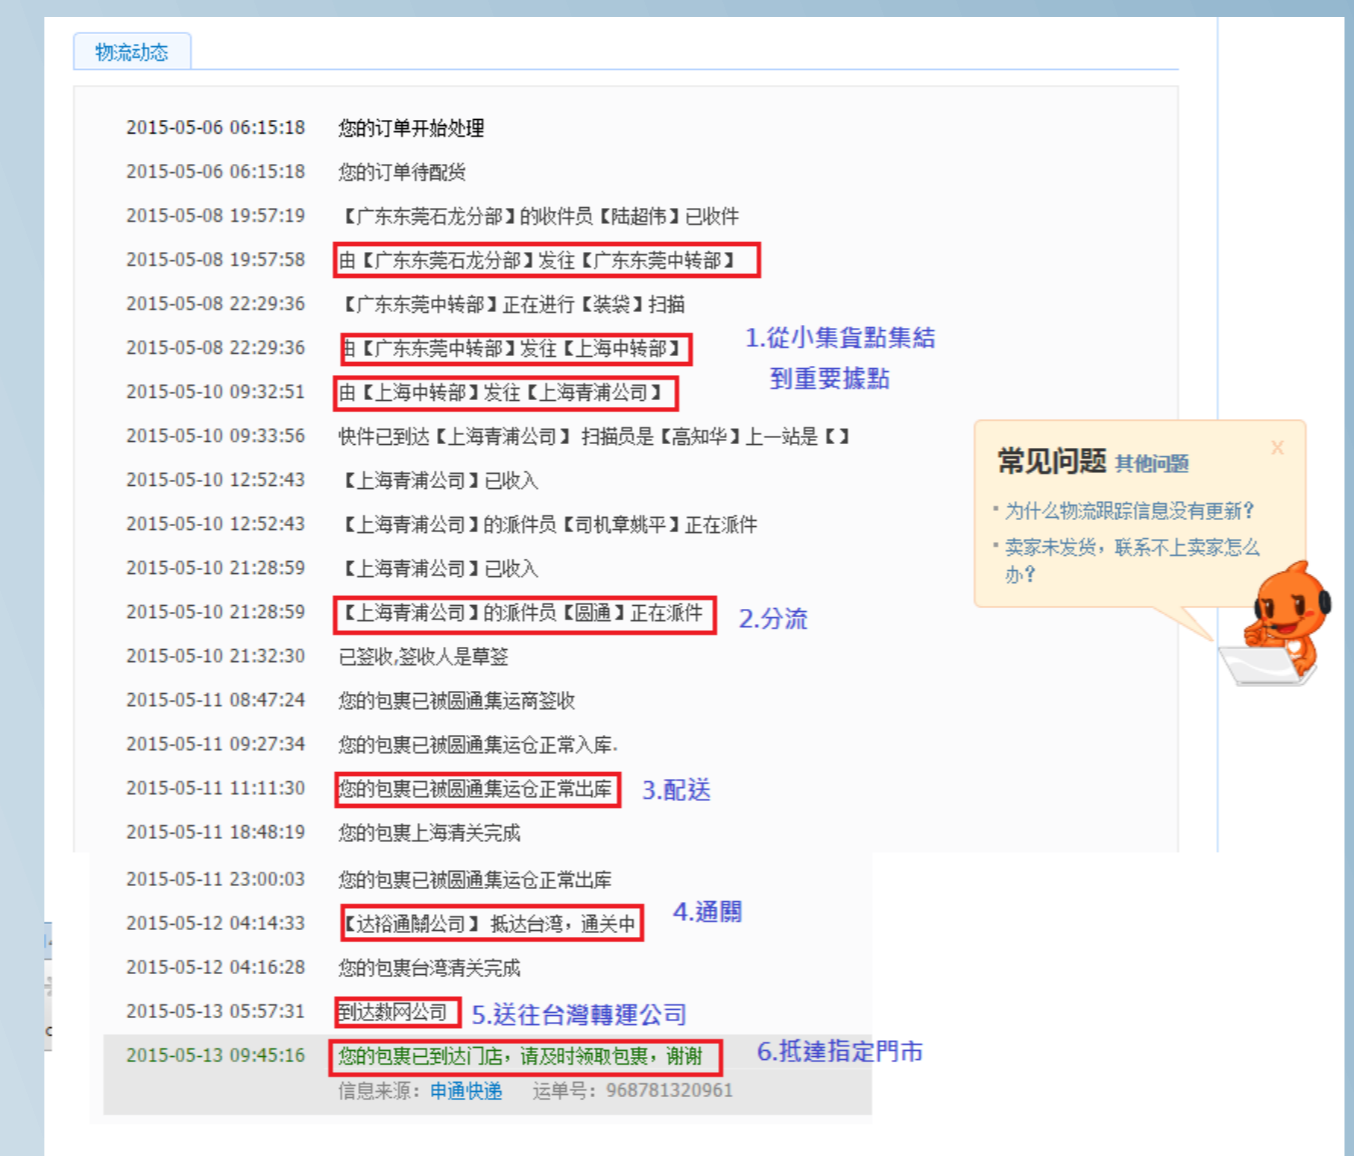 物流动态
2015-05-06 06:15:18 您的订单开始处理
2015-05-06 06:15:18 您的订单待配货
2015-05-08 19:57:19 【广东东莞石龙分部】的收件员【陆超伟】已收件
2015-05-08 19:57:58 由【广东东莞石龙分部】发往【广东东莞中转部】
2015-05-08 22:29:36 【广东东莞中转部】正在进行【装袋】扫描
2015-05-08 22:29:36 由【广东东莞中转部】发往【上海中转部】
1.從小集貨點集結
到重要據點
2015-05-10 09:32:51 由【上海中转部】发往【上海青浦公司】
2015-05-10 09:33:56 快件已到达【上海青浦公司】 扫描员是【高知华】上一站是【】
2015-05-10 12:52:43 【上海青浦公司】已收入
2015-05-10 12:52:43 【上海青浦公司】的派件员【司机章姚平】正在派件
2015-05-10 21:28:59 【上海青浦公司】已收入
2015-05-10 21:28:59 【上海青浦公司】的派件员【圆通】正在派件
2.分流
2015-05-10 21:32:30 已签收,签收人是草签
2015-05-11 08:47:24 您的包裹已被圆通集运商签收
2015-05-11 09:27:34 您的包裹已被圆通集运仓正常入库.
2015-05-11 11:11:30 您的包裹已被圆通集运仓正常出库
3.配送
2015-05-11 18:48:19 您的包裹上海清关完成
2015-05-11 23:00:03 您的包裹已被圆通集运仓正常出库
2015-05-12 04:14:33 【达裕通關公司】 抵达台湾，通关中
4.通關
2015-05-12 04:16:28 您的包裹台湾清关完成
2015-05-13 05:57:31 到达数网公司
5.送往台灣轉運公司
2015-05-13 09:45:16 您的包裹已到达门店，请及时领取包裹，谢谢
6.抵達指定門市
信息来源：申通快递 运单号：968781320961
常见问题 其他问题 x
为什么物流跟踪信息没有更新?
卖家未发货，联系不上卖家怎么
办?